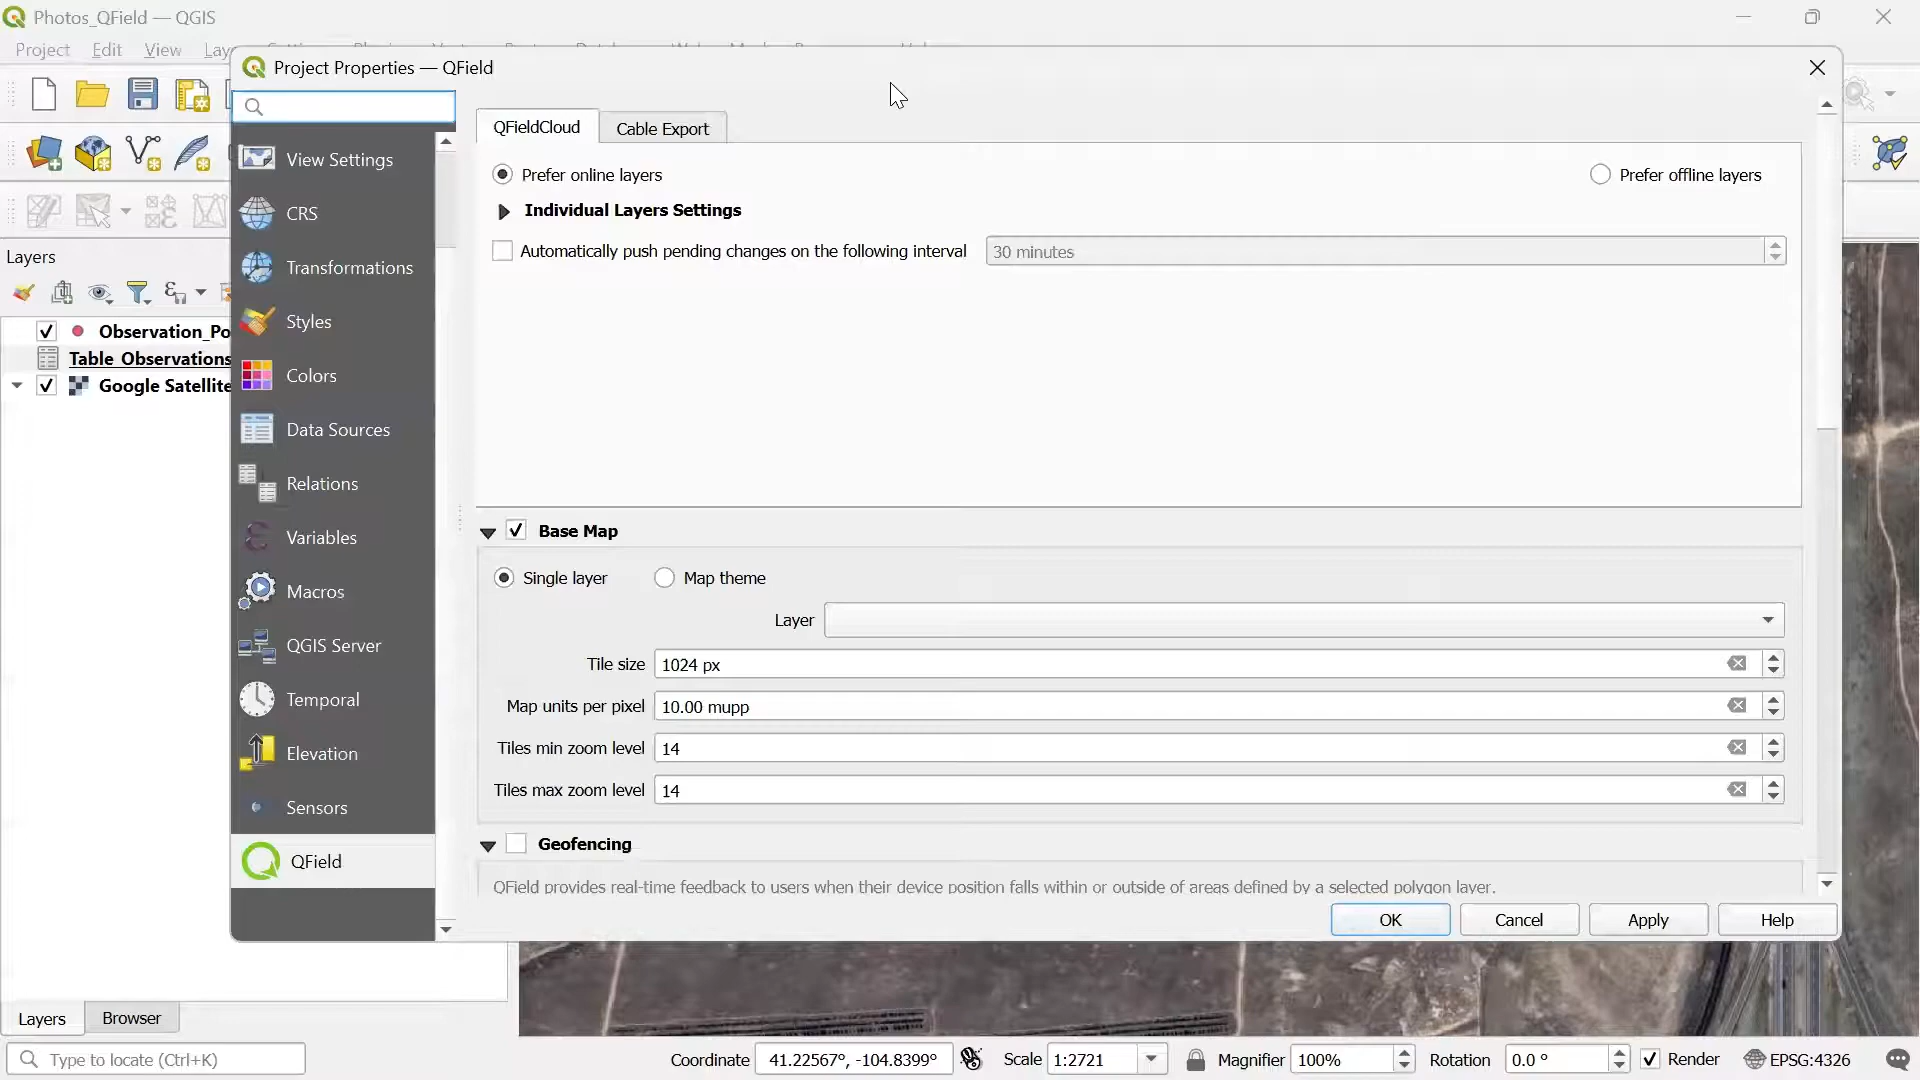 Photos_QField — QGIS
Project Edit View
Project Properties — QField
QFieldCloud Cable Export
View Settings
CRS
Transformations
Styles
Colors
Data Sources
Relations
Variables
Macros
QGIS Server
Temporal
Elevation
Sensors
QField
Prefer online layers Prefer offline layers
Individual Layers Settings
Automatically push pending changes on the following interval 30 minutes
Base Map
Single layer Map theme
Layer
Tile size 1024 px
Map units per pixel 10.00 mupp
Tiles min zoom level 14
Tiles max zoom level 14
Geofencing
QField provides real-time feedback to users when their device position falls within or outside of areas defined by a selected polygon layer.
OK Cancel Apply Help
Layers
Observation_Po
Table Observations
Google Satellite
Layers Browser
Type to locate (Ctrl+K) Coordinate 41.22567°, -104.8399° Scale 1:2721 Magnifier 100% Rotation 0.0 ° Render EPSG:4326